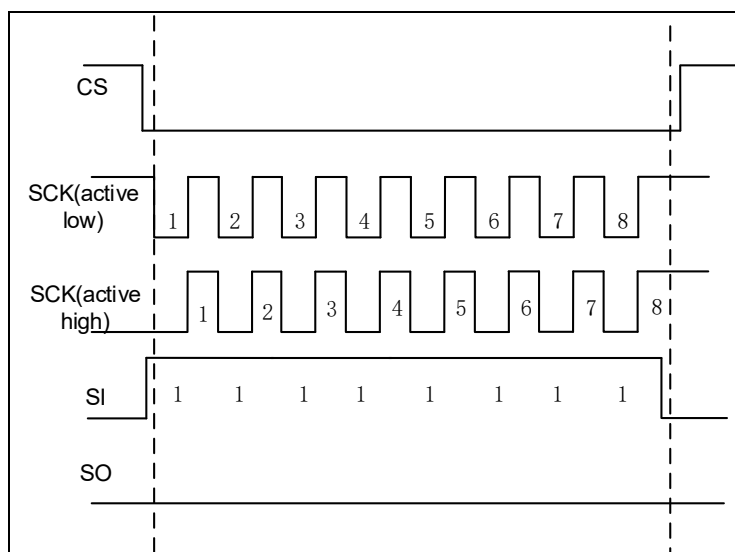 CS
SCK(active
low)
1 2 3 4 5 6 7 8
SCK(active
high)
1 2 3 4 5 6 7 8
SI
1 1 1 1 1 1 1 1
SO